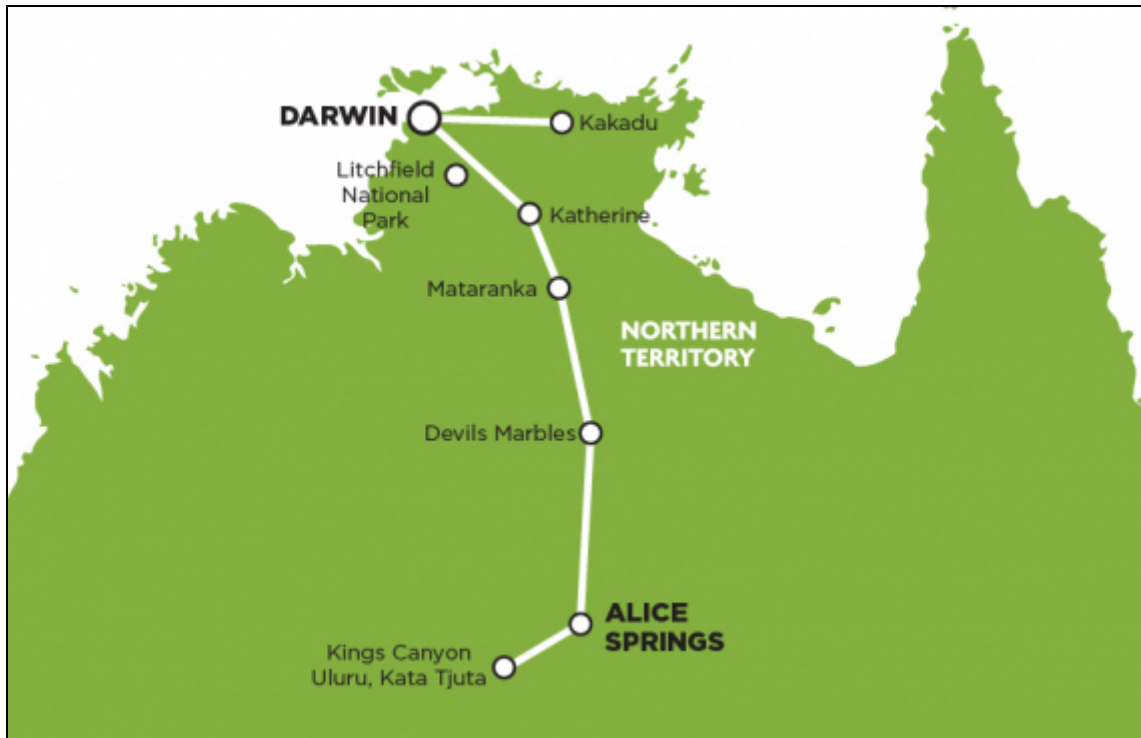 DARWIN
Kakadu
Litchfield
National
Park
Katherine
Mataranka
NORTHERN
TERRITORY
Devils Marbles
ALICE
SPRINGS
Kings Canyon
Uluru, Kata Tjuta